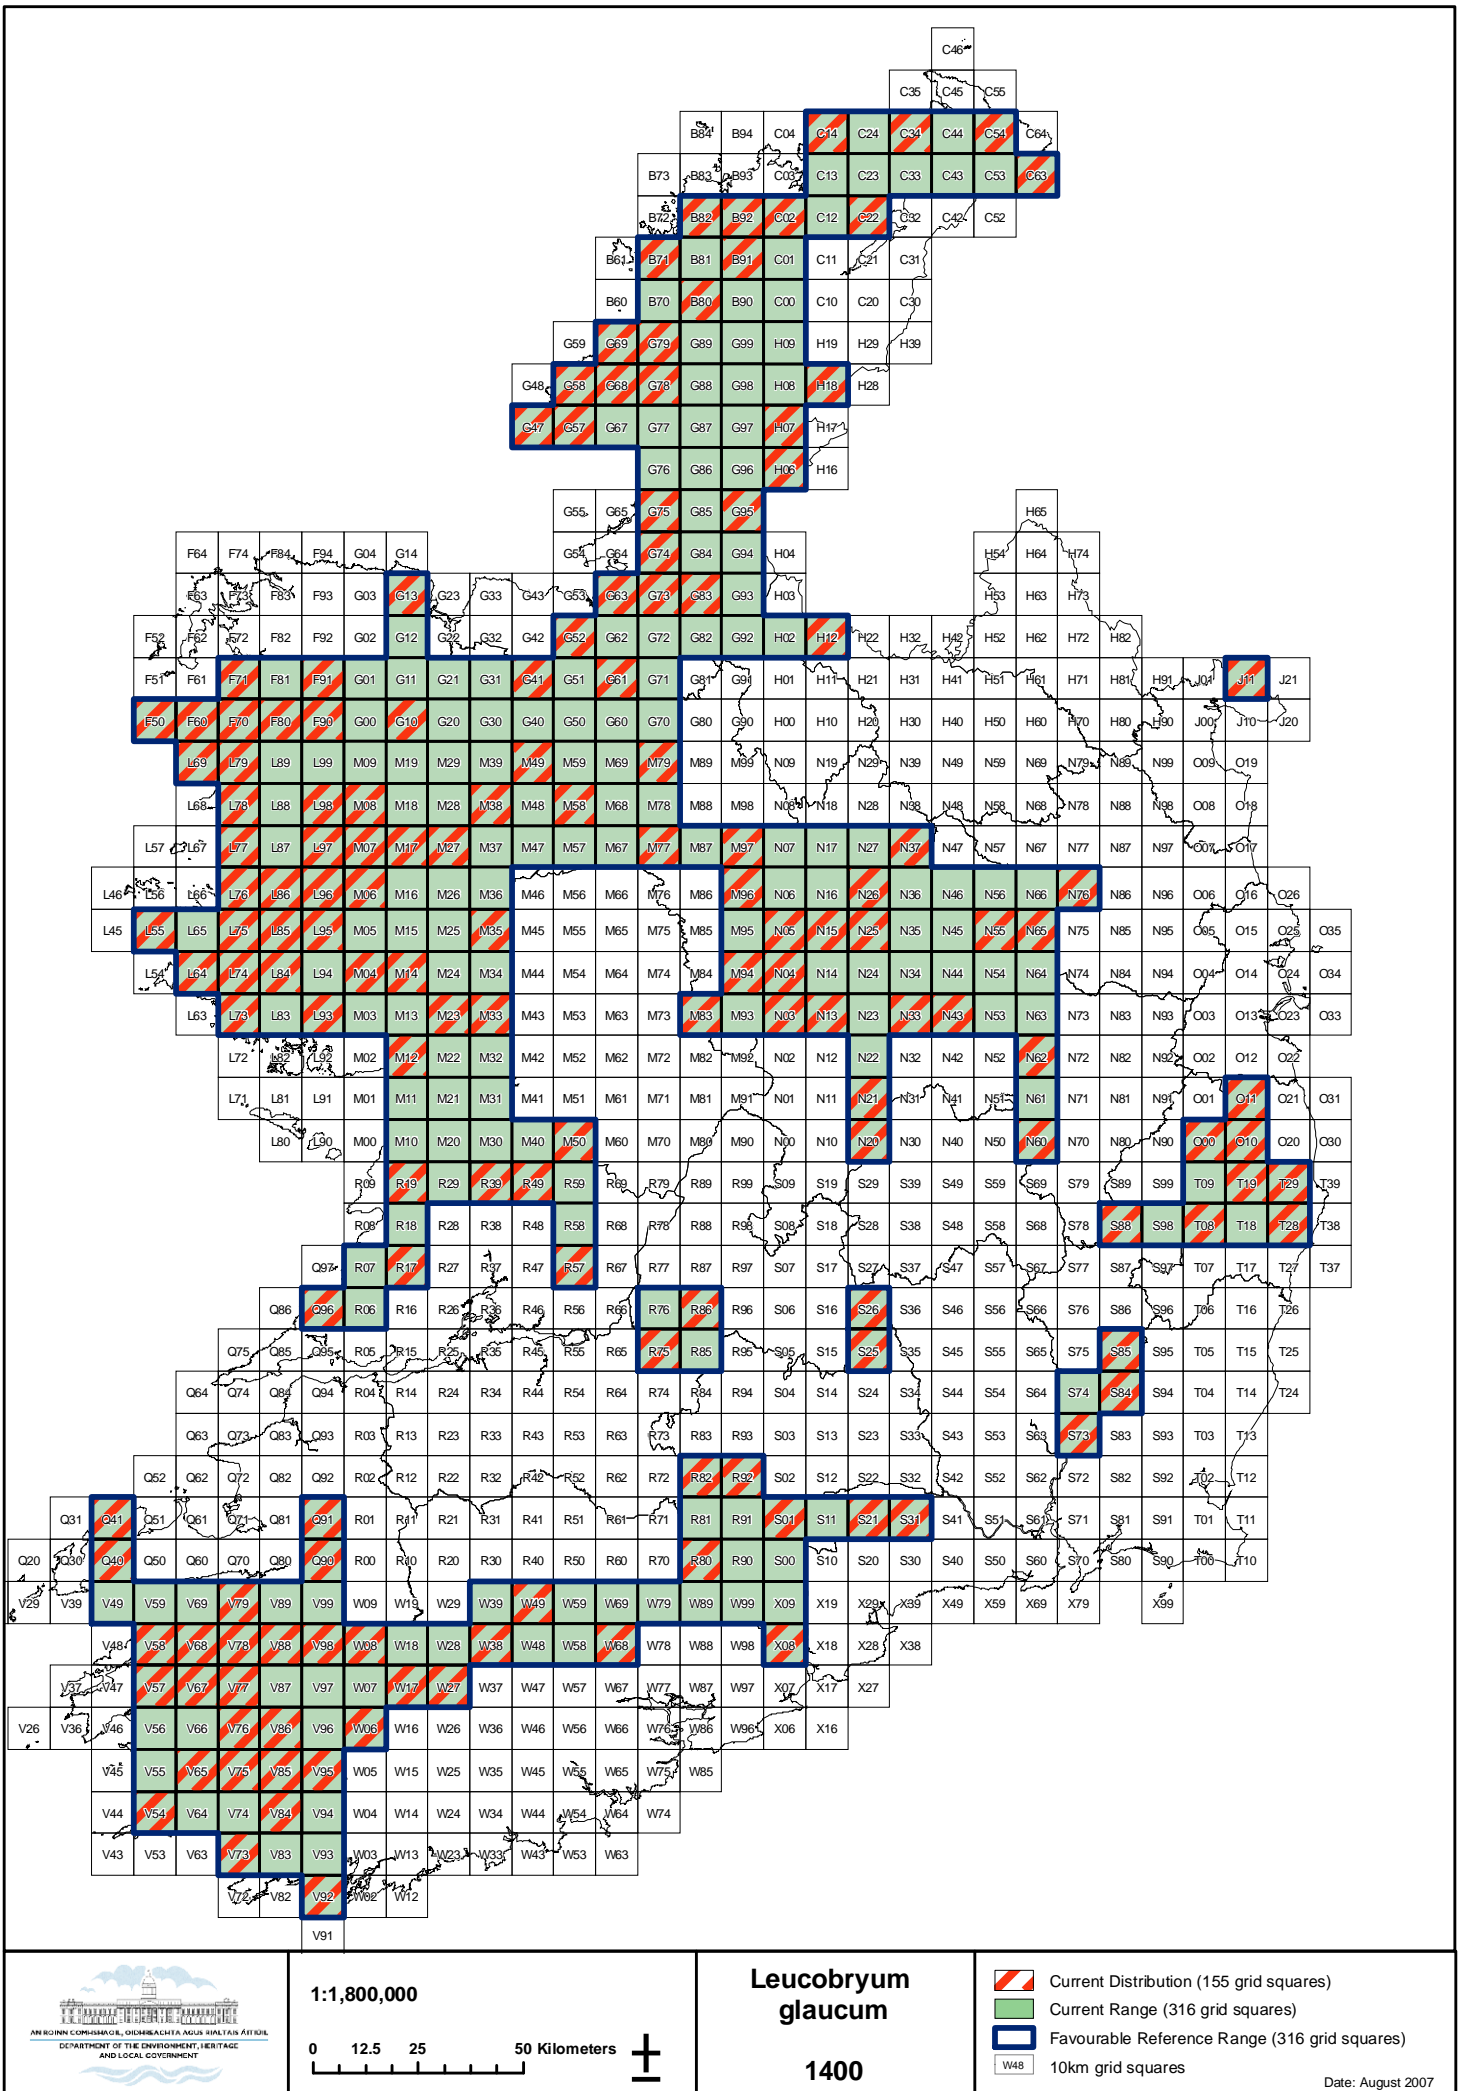 C46
C35 C45 C55
B84 B94 C04 C14 C24 C34 C44 C54 C64
B73 B83 B93 C03 C13 C23 C33 C43 C53 C63
B72 B82 B92 C02 C12 C22 C32 C42 C52
B61 B71 B81 B91 C01 C11 C21 C31
B60 B70 B80 B90 C00 C10 C20 C30
G59 G69 G79 G89 G99 H09 H19 H29 H39
G48 G58 G68 G78 G88 G98 H08 H18 H28
G47 G57 G67 G77 G87 G97 H07 H17
G76 G86 G96 H06 H16
G55 G65 G75 G85 G95 H65
F64 F74 F84 F94 G04 G14 G54 G64 G74 G84 G94 H04 H54 H64 H74
F63 F73 F83 F93 G03 G13 G23 G33 G43 G53 G63 G73 G83 G93 H03 H53 H63 H73
F52 F62 F72 F82 F92 G02 G12 G22 G32 G42 G52 G62 G72 G82 G92 H02 H12 H22 H32 H42 H52 H62 H72 H82
F51 F61 F71 F81 F91 G01 G11 G21 G31 G41 G51 G61 G71 G81 G91 H01 H11 H21 H31 H41 H51 H61 H71 H81 H91 J01 J11 J21
F50 F60 F70 F80 F90 G00 G10 G20 G30 G40 G50 G60 G70 G80 G90 H00 H10 H20 H30 H40 H50 H60 H70 H80 H90 J00 J10 J20
L69 L79 L89 L99 M09 M19 M29 M39 M49 M59 M69 M79 M89 M99 N09 N19 N29 N39 N49 N59 N69 N79 N89 N99 O09 O19
L68 L78 L88 L98 M08 M18 M28 M38 M48 M58 M68 M78 M88 M98 N08 N18 N28 N38 N48 N58 N68 N78 N88 N98 O08 O18
L57 L67 L77 L87 L97 M07 M17 M27 M37 M47 M57 M67 M77 M87 M97 N07 N17 N27 N37 N47 N57 N67 N77 N87 N97 O07 O17
L46 L56 L66 L76 L86 L96 M06 M16 M26 M36 M46 M56 M66 M76 M86 M96 N06 N16 N26 N36 N46 N56 N66 N76 N86 N96 O06 O16 O26
L45 L55 L65 L75 L85 L95 M05 M15 M25 M35 M45 M55 M65 M75 M85 M95 N05 N15 N25 N35 N45 N55 N65 N75 N85 N95 O05 O15 O25 O35
L54 L64 L74 L84 L94 M04 M14 M24 M34 M44 M54 M64 M74 M84 M94 N04 N14 N24 N34 N44 N54 N64 N74 N84 N94 O04 O14 O24 O34
L63 L73 L83 L93 M03 M13 M23 M33 M43 M53 M63 M73 M83 M93 N03 N13 N23 N33 N43 N53 N63 N73 N83 N93 O03 O13 O23 O33
L72 L82 L92 M02 M12 M22 M32 M42 M52 M62 M72 M82 M92 N02 N12 N22 N32 N42 N52 N62 N72 N82 N92 O02 O12 O22
L71 L81 L91 M01 M11 M21 M31 M41 M51 M61 M71 M81 M91 N01 N11 N21 N31 N41 N51 N61 N71 N81 N91 O01 O11 O21 O31
L80 L90 M00 M10 M20 M30 M40 M50 M60 M70 M80 M90 N00 N10 N20 N30 N40 N50 N60 N70 N80 N90 O00 O10 O20 O30
R09 R19 R29 R39 R49 R59 R69 R79 R89 R99 S09 S19 S29 S39 S49 S59 S69 S79 S89 S99 T09 T19 T29 T39
R08 R18 R28 R38 R48 R58 R68 R78 R88 R98 S08 S18 S28 S38 S48 S58 S68 S78 S88 S98 T08 T18 T28 T38
Q97 R07 R17 R27 R37 R47 R57 R67 R77 R87 R97 S07 S17 S27 S37 S47 S57 S67 S77 S87 S97 T07 T17 T27 T37
Q86 Q96 R06 R16 R26 R36 R46 R56 R66 R76 R86 R96 S06 S16 S26 S36 S46 S56 S66 S76 S86 S96 T06 T16 T26
Q75 Q85 Q95 R05 R15 R25 R35 R45 R55 R65 R75 R85 R95 S05 S15 S25 S35 S45 S55 S65 S75 S85 S95 T05 T15 T25
Q64 Q74 Q84 Q94 R04 R14 R24 R34 R44 R54 R64 R74 R84 R94 S04 S14 S24 S34 S44 S54 S64 S74 S84 S94 T04 T14 T24
Q63 Q73 Q83 Q93 R03 R13 R23 R33 R43 R53 R63 R73 R83 R93 S03 S13 S23 S33 S43 S53 S63 S73 S83 S93 T03 T13
Q52 Q62 Q72 Q82 Q92 R02 R12 R22 R32 R42 R52 R62 R72 R82 R92 S02 S12 S22 S32 S42 S52 S62 S72 S82 S92 T02 T12
Q31 Q41 Q51 Q61 Q71 Q81 Q91 R01 R11 R21 R31 R41 R51 R61 R71 R81 R91 S01 S11 S21 S31 S41 S51 S61 S71 S81 S91 T01 T11
Q20 Q30 Q40 Q50 Q60 Q70 Q80 Q90 R00 R10 R20 R30 R40 R50 R60 R70 R80 R90 S00 S10 S20 S30 S40 S50 S60 S70 S80 S90 T00 T10
V29 V39 V49 V59 V69 V79 V89 V99 W09 W19 W29 W39 W49 W59 W69 W79 W89 W99 X09 X19 X29 X39 X49 X59 X69 X79 X99
V48 V58 V68 V78 V88 V98 W08 W18 W28 W38 W48 W58 W68 W78 W88 W98 X08 X18 X28 X38
V37 V47 V57 V67 V77 V87 V97 W07 W17 W27 W37 W47 W57 W67 W77 W87 W97 X07 X17 X27
V26 V36 V46 V56 V66 V76 V86 V96 W06 W16 W26 W36 W46 W56 W66 W76 W86 W96 X06 X16
V45 V55 V65 V75 V85 V95 W05 W15 W25 W35 W45 W55 W65 W75 W85
V44 V54 V64 V74 V84 V94 W04 W14 W24 W34 W44 W54 W64 W74
V43 V53 V63 V73 V83 V93 W03 W13 W23 W33 W43 W53 W63
V72 V82 V92 W02 W12
V91
AN ROINN COMHSHAOIL, OIDHREACHTA AGUS RIALTAIS ÁITIÚIL
DEPARTMENT OF THE ENVIRONMENT, HERITAGE
AND LOCAL GOVERNMENT
1:1,800,000
0 12.5 25 50 Kilometers
Leucobryum
glaucum
1400
Current Distribution (155 grid squares)
Current Range (316 grid squares)
Favourable Reference Range (316 grid squares)
W48 10km grid squares
Date: August 2007